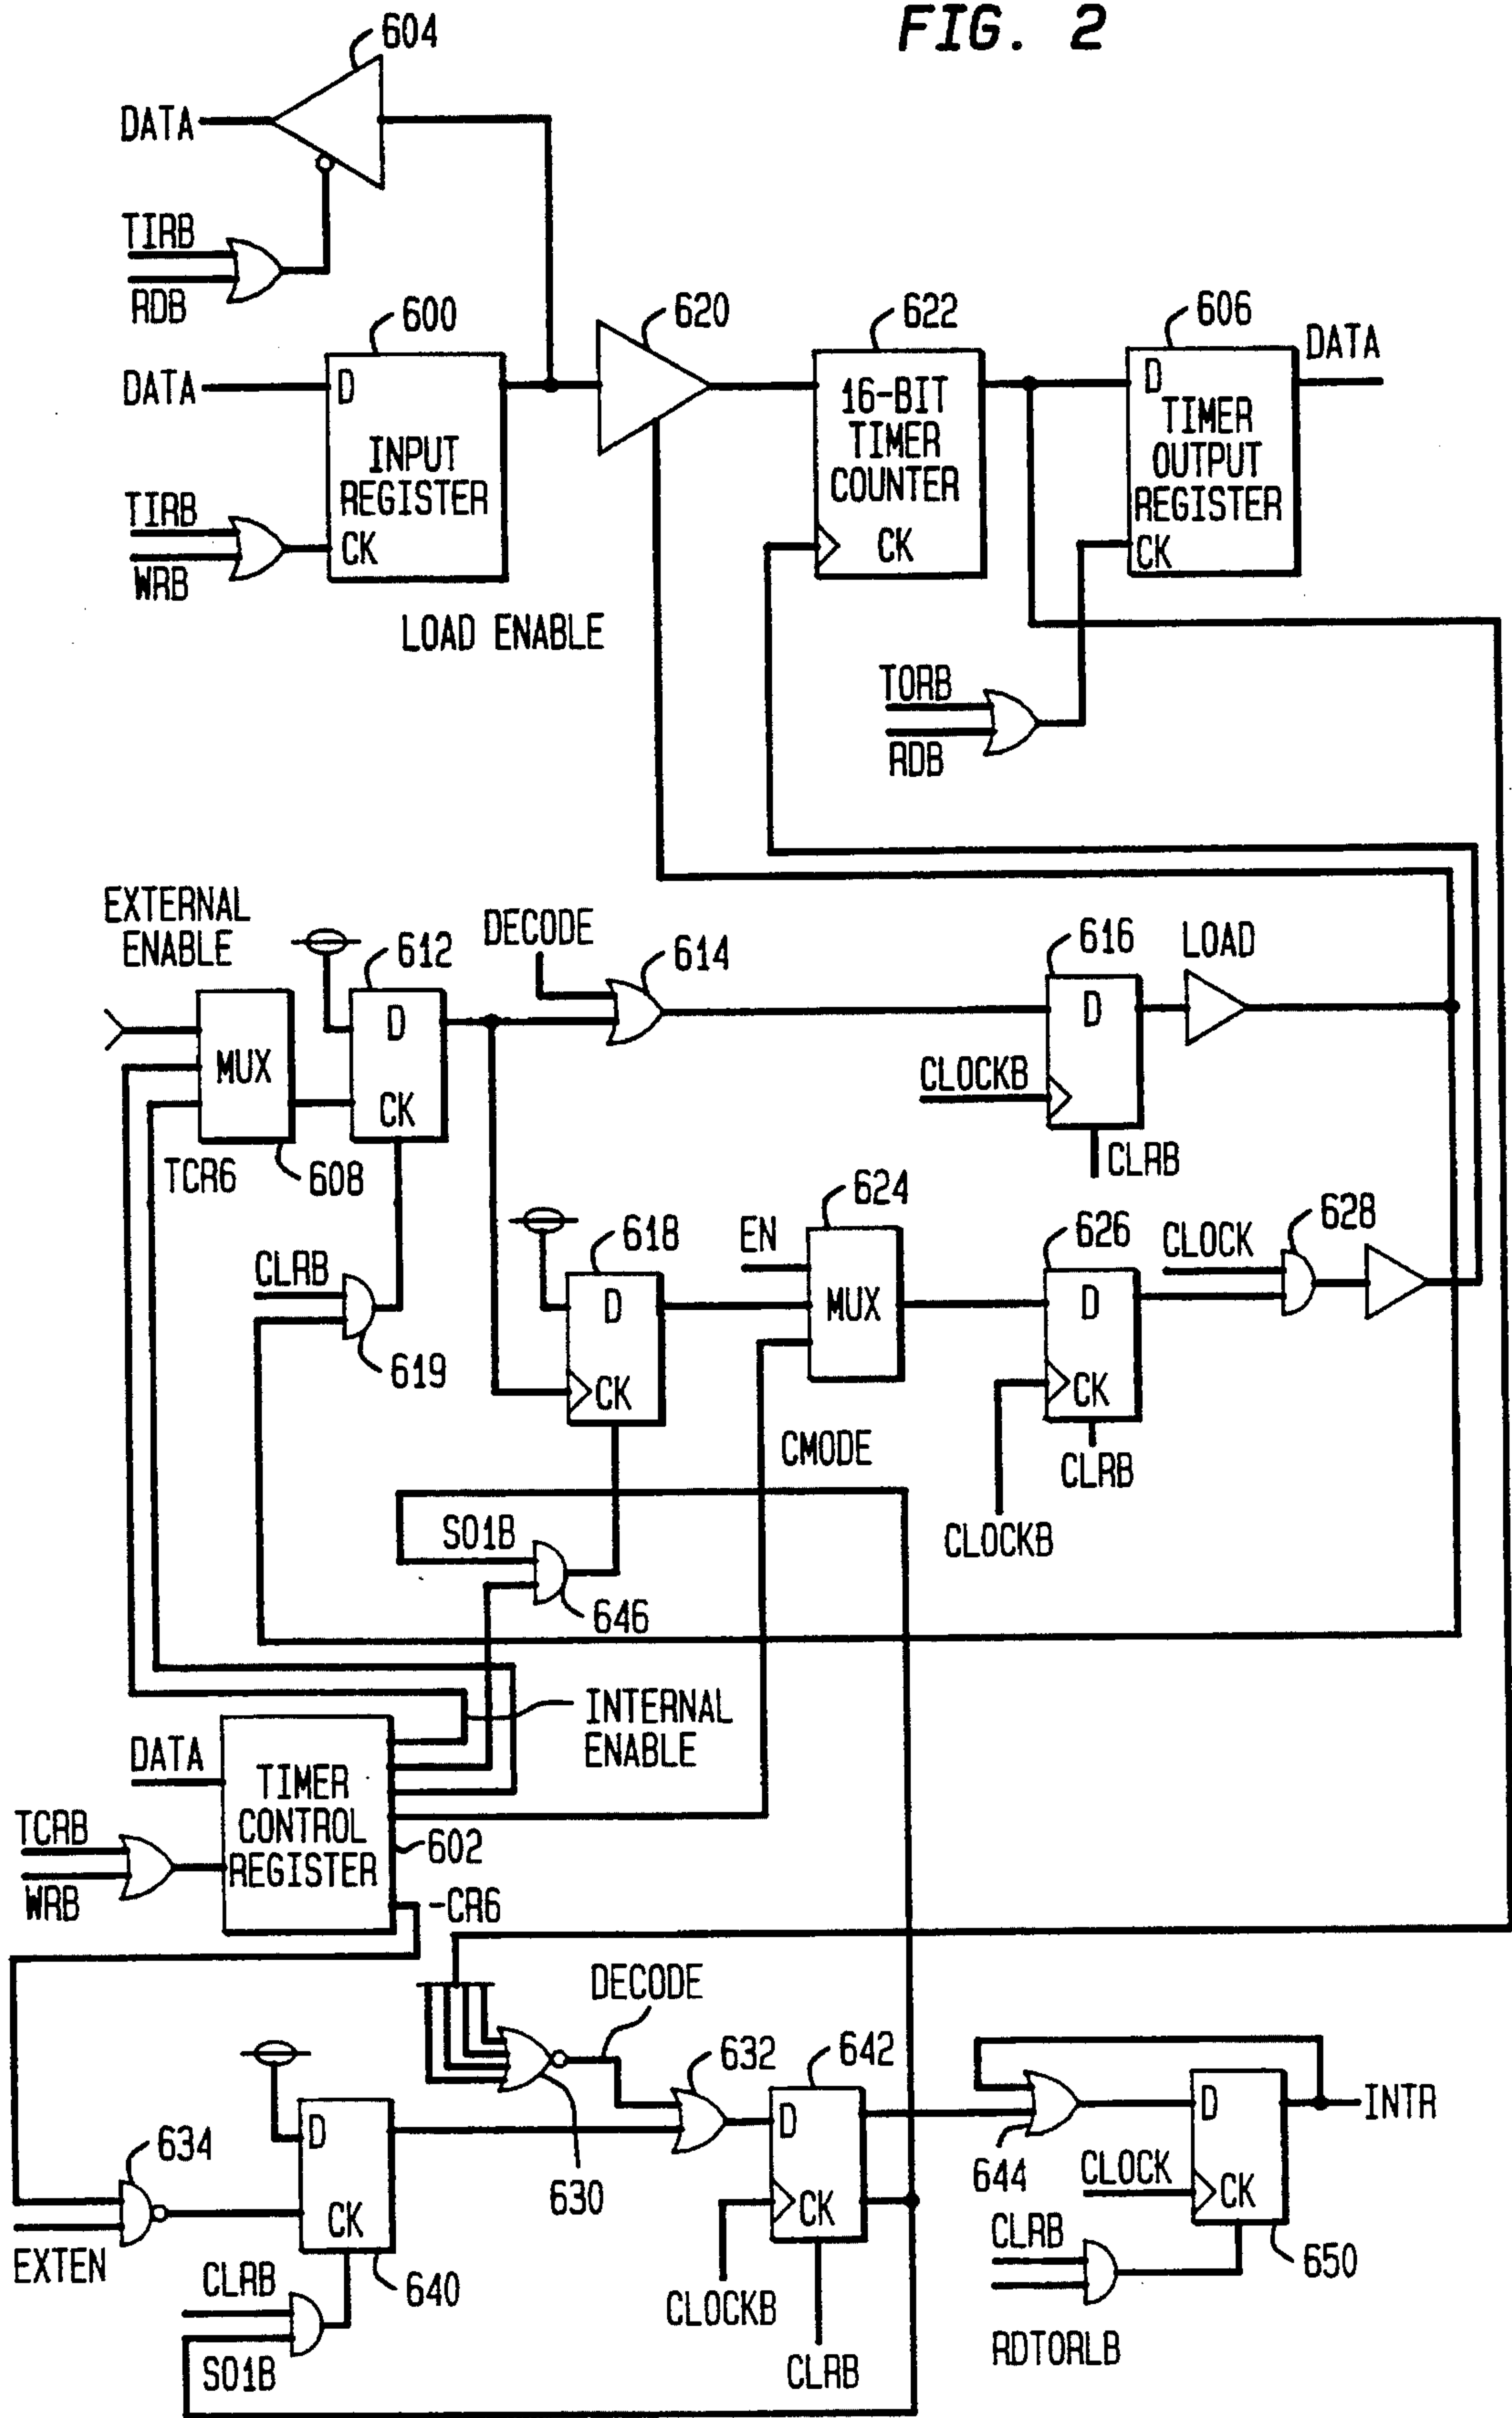 FIG. 2
604
DATA
TIRB
RDB
600
620
622
606
DATA
DATA
D
INPUT
REGISTER
CK
16-BIT
TIMER
COUNTER
CK
D
TIMER
OUTPUT
REGISTER
CK
TIRB
WRB
LOAD ENABLE
TORB
RDB
EXTERNAL
ENABLE
612
DECODE
614
616
LOAD
MUX
D
CK
D
CLOCKB
CLRB
TCR6
608
624
618
EN
626
CLOCK
628
CLRB
D
MUX
D
619
CK
CK
CMODE
CLRB
S01B
CLOCKB
646
INTERNAL
ENABLE
DATA
TIMER
CONTROL
REGISTER
TCRB
602
WRB
-CR6
DECODE
632
642
634
D
D
D
INTR
630
644
CLOCK
CK
CK
CK
EXTEN
CLRB
640
CLOCKB
CLRB
650
S01B
CLRB
RDTORLB